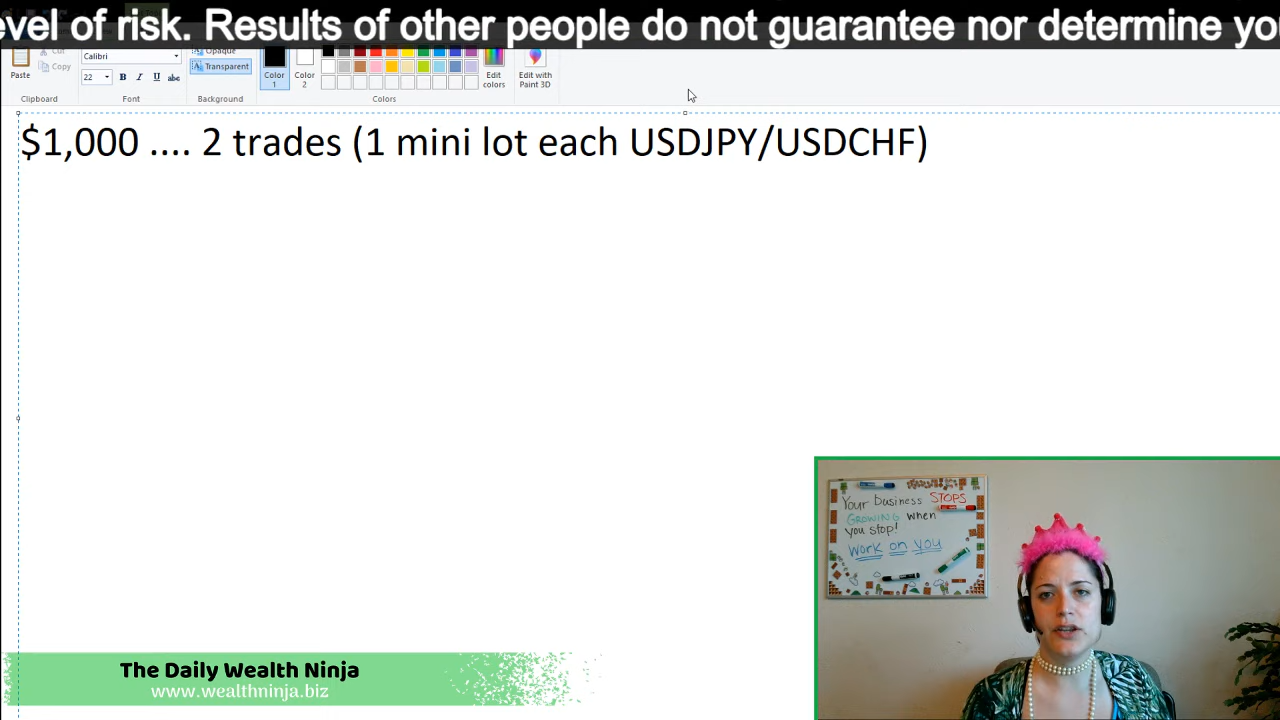 evel of risk. Results of other people do not guarantee nor determine yo
Cut
Calibri
Opaque
Copy
Transparent
Paste
22
B I U abc
Color 1
Color 2
Edit colors
Edit with Paint 3D
Clipboard
Font
Background
Colors
$1,000 .... 2 trades (1 mini lot each USDJPY/USDCHF)
Your business STOPS
GROWING when
you stop!
Work on you
The Daily Wealth Ninja
www.wealthninja.biz